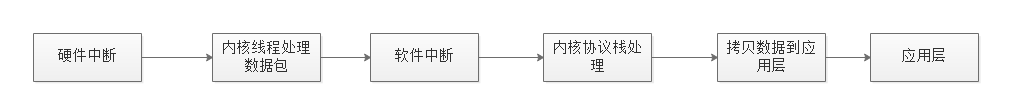 硬件中断
内核线程处理
数据包
软件中断
内核协议栈处
理
拷贝数据到应
用层
应用层